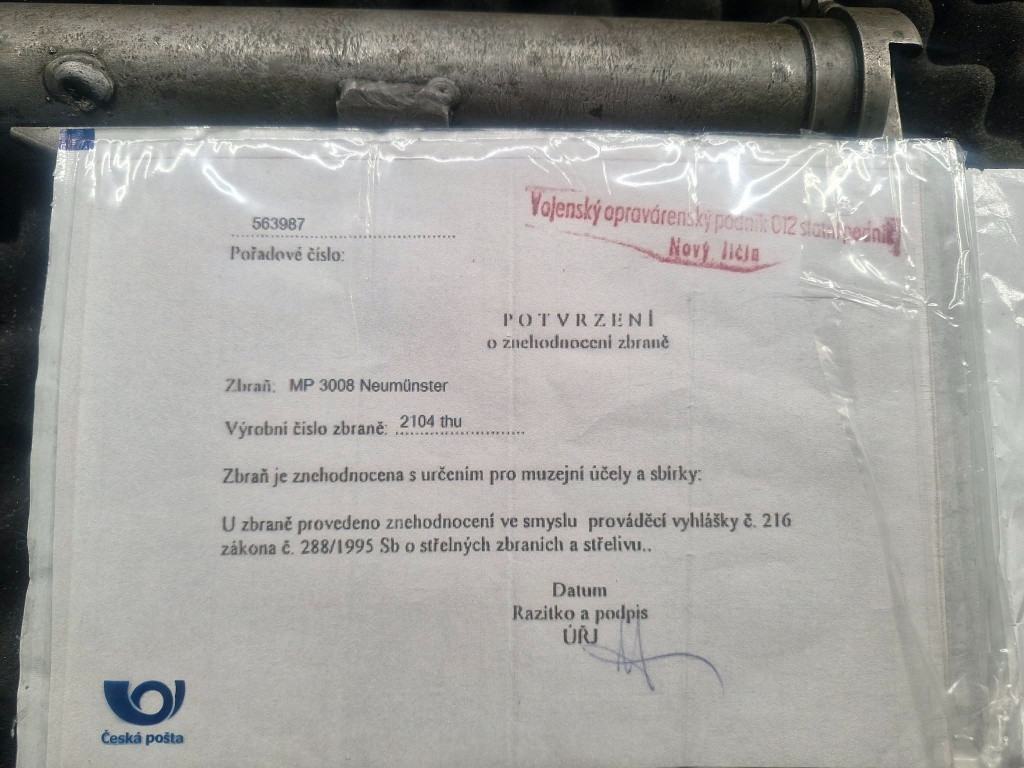 563987
Vojenský opravárenský podnik 012 statní podnik
Nový Jičín
Pořadové číslo:
POTVRZENÍ
o znehodnocení zbraně
Zbraň: MP 3008 Neumünster
Výrobní číslo zbraně: 2104 thu
Zbraň je znehodnocena s určením pro muzejní účely a sbírky:
U zbraně provedeno znehodnocení ve smyslu prováděcí vyhlášky č. 216
zákona č. 288/1995 Sb o střelných zbraních a střelivu..
Datum
Razitko a podpis
ÚŘJ
Česká pošta